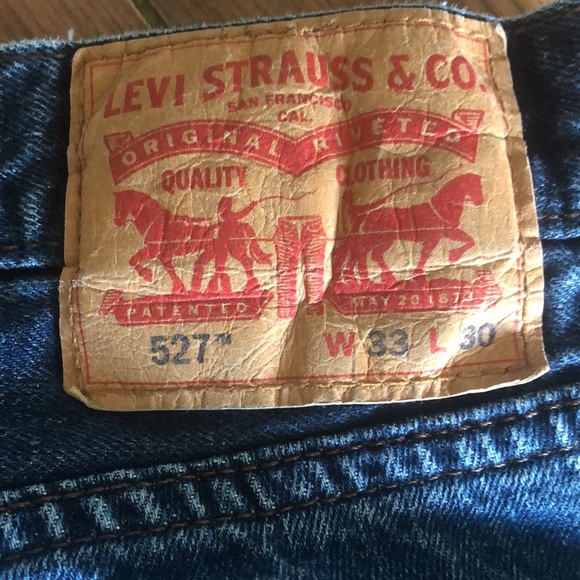 LEVI STRAUSS & CO.
SAN FRANCISCO
CAL.
ORIGINAL RIVETED
QUALITY CLOTHING
PATENTED MAY 20 1873
527™ W 33 L 30